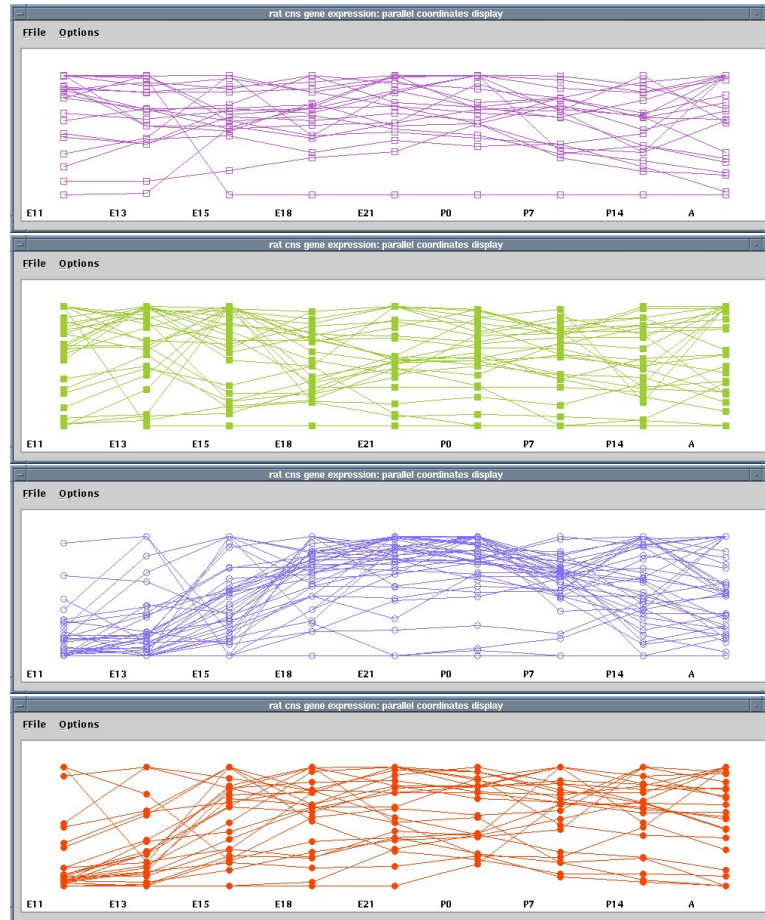 rat cns gene expression: parallel coordinates display
FFile Options
E11 E13 E15 E18 E21 P0 P7 P14 A
rat cns gene expression: parallel coordinates display
FFile Options
E11 E13 E15 E18 E21 P0 P7 P14 A
rat cns gene expression: parallel coordinates display
FFile Options
E11 E13 E15 E18 E21 P0 P7 P14 A
rat cns gene expression: parallel coordinates display
FFile Options
E11 E13 E15 E18 E21 P0 P7 P14 A